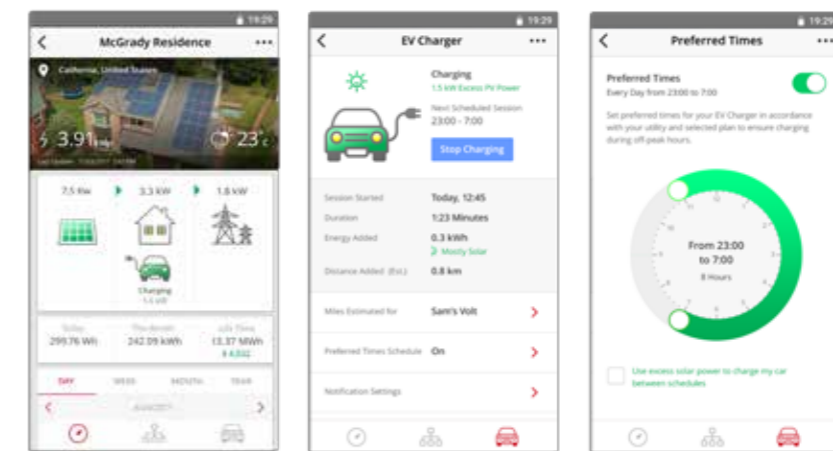 19:29
McGrady Residence
California, United States
3.91
23°c
7.5 kw
3.3 kW
1.8 kW
Charging
Today
This Month
Life Time
299.76 Wh
242.09 kWh
13.37 MWh
DAY
WEEK
MONTH
YEAR
19:29
EV Charger
Charging
1.5 kW Excess PV Power
Next Scheduled Session
23:00 - 7:00
Stop Charging
Session Started
Today, 12:45
Duration
1:23 Minutes
Energy Added
0.3 kWh
Mostly Solar
Distance Added (Est.)
0.8 km
Miles Estimated for
Sam's Volt
Preferred Times Schedule
On
Notification Settings
19:29
Preferred Times
Preferred Times
Every Day from 23:00 to 7:00
Set preferred times for your EV Charger in accordance
with your utility and selected plan to ensure charging
during off-peak hours.
From 23:00
to 7:00
8 Hours
Use excess solar power to charge my car
between schedules